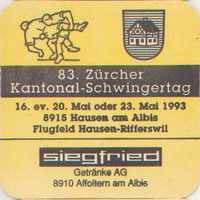 83. Zürcher
Kantonal-Schwingertag
16. ev. 20. Mai oder 23. Mai 1993
8915 Hausen am Albis
Flugfeld Hausen-Rifferswil
siegfried
Getränke AG
8910 Affoltern am Albis